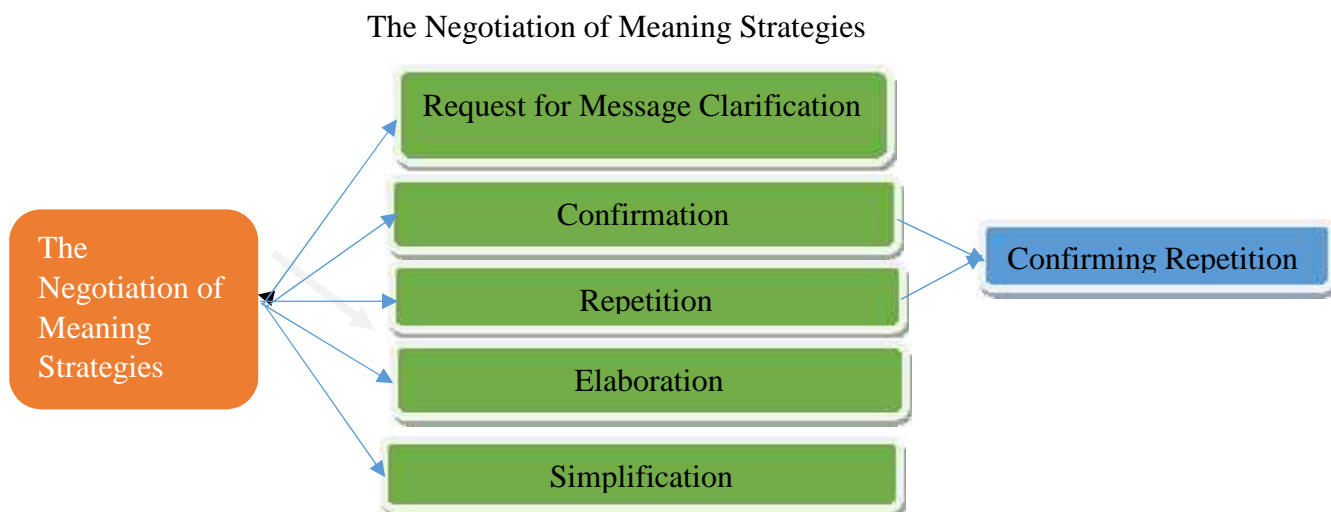 The Negotiation of Meaning Strategies
Request for Message Clarification
Confirmation
Confirming Repetition
The
Negotiation of
Meaning
Strategies
Repetition
Elaboration
Simplification